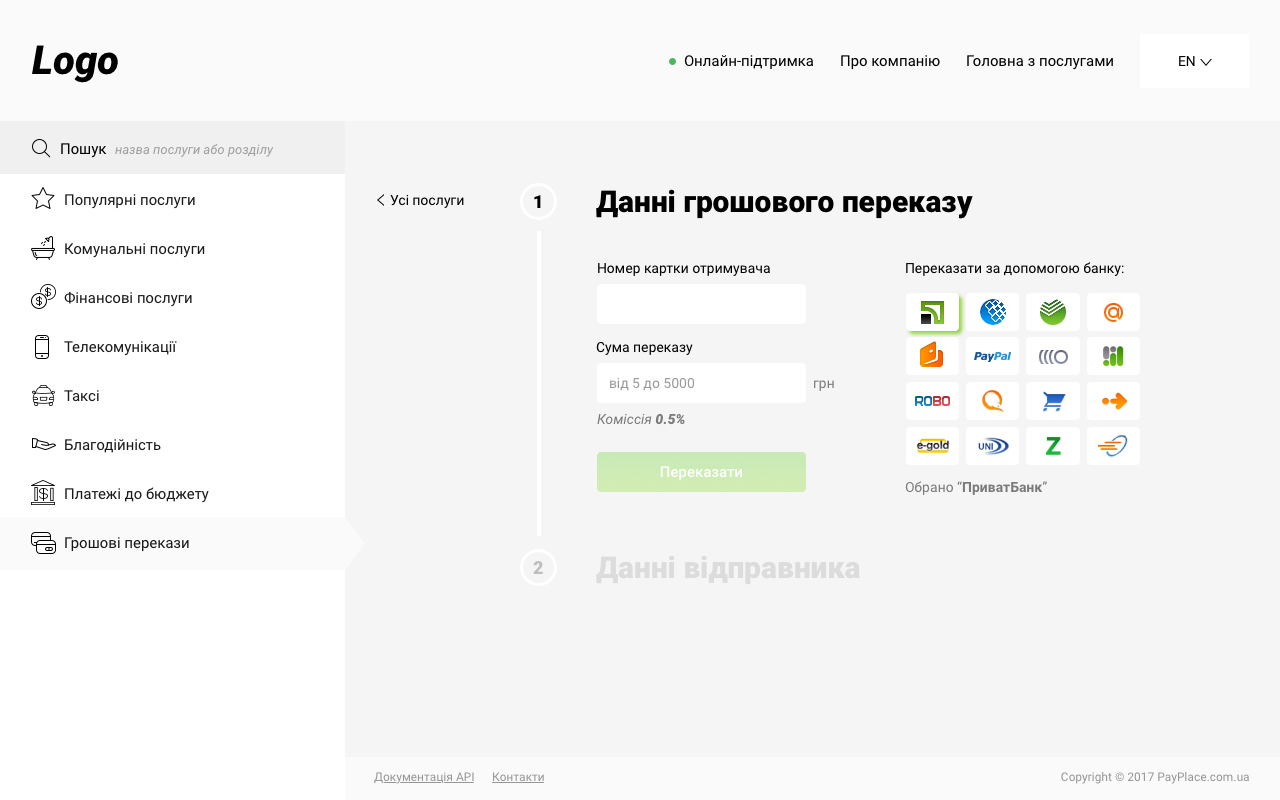 Logo
Онлайн-підтримка
Про компанію
Головна з послугами
EN
Пошук назва послуги або розділу
Популярні послуги
Комунальні послуги
Фінансові послуги
Телекомунікації
Таксі
Благодійність
Платежі до бюджету
Грошові перекази
Усі послуги
1
Данні грошового переказу
Номер картки отримувача
Сума переказу
від 5 до 5000 грн
Коміссія 0.5%
Переказати
Переказати за допомогою банку:
PayPal
ROBO
e-gold
UNI
Z
Обрано “ПриватБанк”
2
Данні відправника
Документація API
Контакти
Copyright © 2017 PayPlace.com.ua